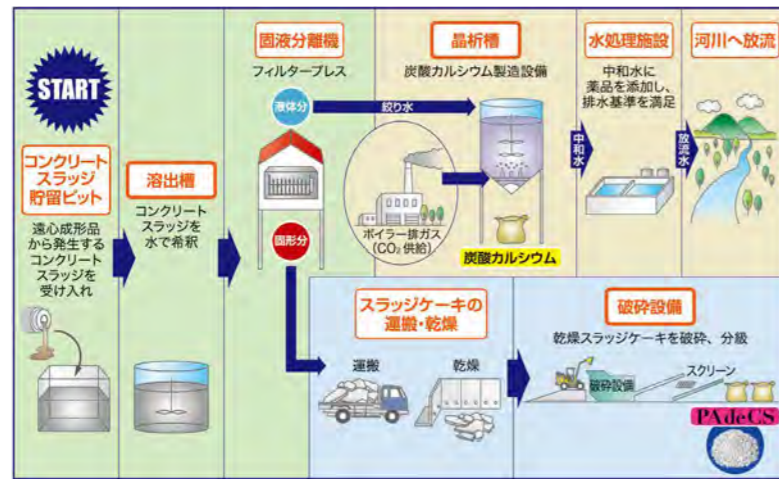 START
コンクリート
スラッジ
貯留ピット
遠心成形品
から発生する
コンクリート
スラッジを
受け入れ
溶出槽
コンクリート
スラッジを
水で希釈
固液分離機
フィルタープレス
液体分
固形分
絞り水
晶析槽
炭酸カルシウム製造設備
ボイラー排ガス
(CO₂供給)
炭酸カルシウム
中和水
水処理施設
中和水に
薬品を添加し、
排水基準を満足
放流水
河川へ放流
スラッジケーキの
運搬・乾燥
運搬
乾燥
破砕設備
乾燥スラッジケーキを破砕、分級
破砕設備
スクリーン
PAdeCS